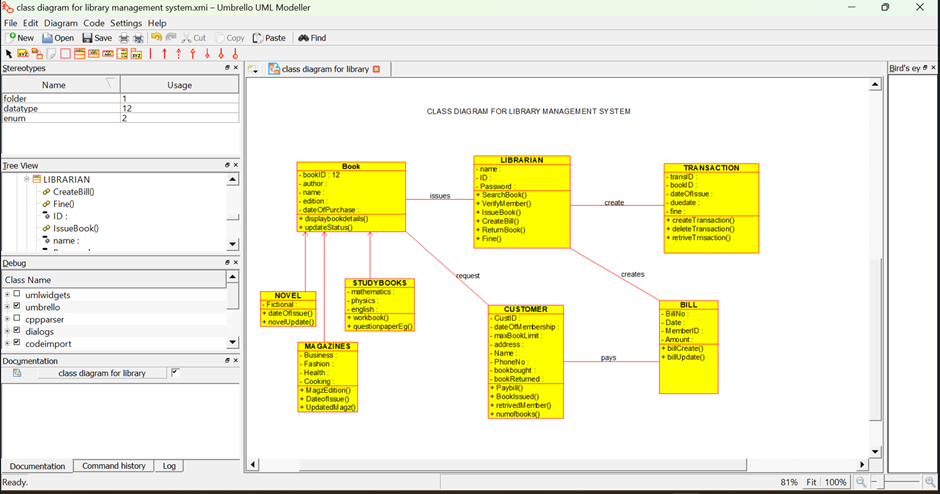 class diagram for library management system.xmi – Umbrello UML Modeller
File Edit Diagram Code Settings Help
New Open Save Cut Copy Paste Find
Stereotypes
Name Usage
folder 1
datatype 12
enum 2
Tree View
LIBRARIAN
CreateBill()
Fine()
ID :
IssueBook()
name :
Debug
Class Name
umlwidgets
umbrello
cppparser
dialogs
codeimport
Documentation
class diagram for library
Documentation Command history Log
Ready.
class diagram for library
CLASS DIAGRAM FOR LIBRARY MANAGEMENT SYSTEM
Book
- bookID : 12
- author :
- name :
- edition :
- dateOfPurchase :
+ displaybookdetails()
+ updateStatus()
issues
LIBRARIAN
- name :
- ID :
- Password :
+ SearchBook()
+ VerifyMember()
+ IssueBook()
+ CreateBill()
+ ReturnBook()
+ Fine()
create
TRANSACTION
- transID :
- bookID :
- dateOfIssue :
- duedate :
- fine :
+ createTransaction()
+ deleteTransaction()
+ retriveTrnsaction()
request
creates
NOVEL
- Fictional :
+ dateOfIssue()
+ novelUpdate()
STUDYBOOKS
- mathematics :
- physics :
- english :
+ workbook()
+ questionpaperEg()
MAGAZINES
- Business :
- Fashion :
- Health :
- Cooking :
+ MagzEdition()
+ DateofIssue()
+ UpdatedMagz()
CUSTOMER
- CustID :
- dateOfMembership :
- maxBookLimit :
- address :
- Name :
- PhoneNo :
- bookbought :
- bookReturned :
+ Paybill()
+ BookIssued()
+ retrivedMember()
+ numofbooks()
pays
BILL
- BillNo :
- Date :
- MemberID :
- Amount :
+ billCreate()
+ billUpdate()
Bird's ey
81% Fit 100%